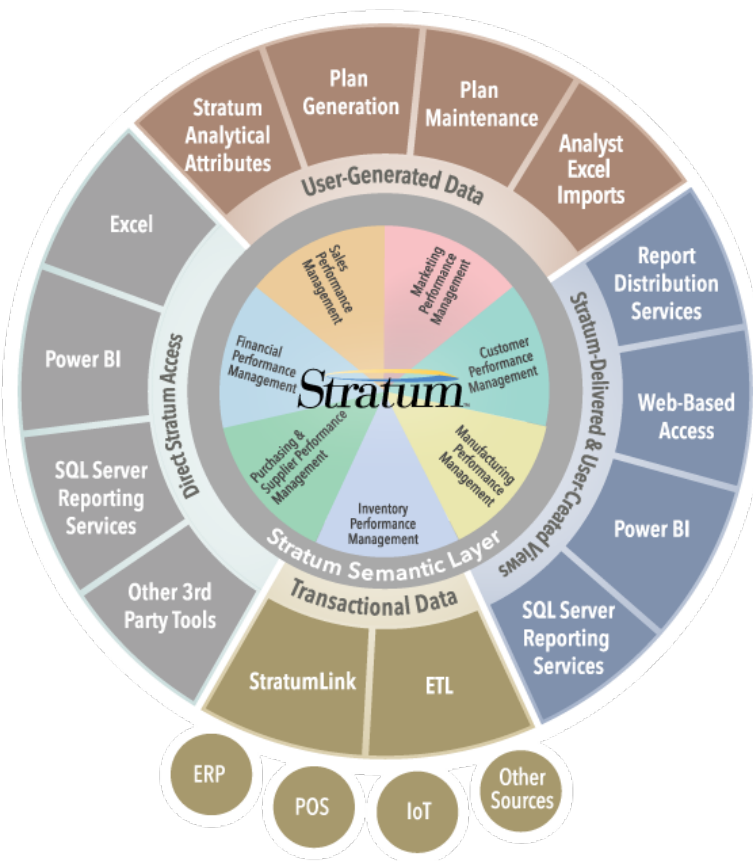 Stratum
Analytical
Attributes
Plan
Generation
Plan
Maintenance
Analyst
Excel
Imports
User-Generated Data
Excel
Power BI
SQL Server
Reporting
Services
Other 3rd
Party Tools
Direct Stratum Access
Report
Distribution
Services
Web-Based
Access
Power BI
SQL Server
Reporting
Services
Stratum-Delivered & User-Created Views
Sales
Performance
Management
Marketing
Performance
Management
Financial
Performance
Management
Customer
Performance
Management
Stratum™
Purchasing &
Supplier Performance
Management
Manufacturing
Performance
Management
Inventory
Performance
Management
Stratum Semantic Layer
Transactional Data
StratumLink
ETL
ERP
POS
IoT
Other
Sources